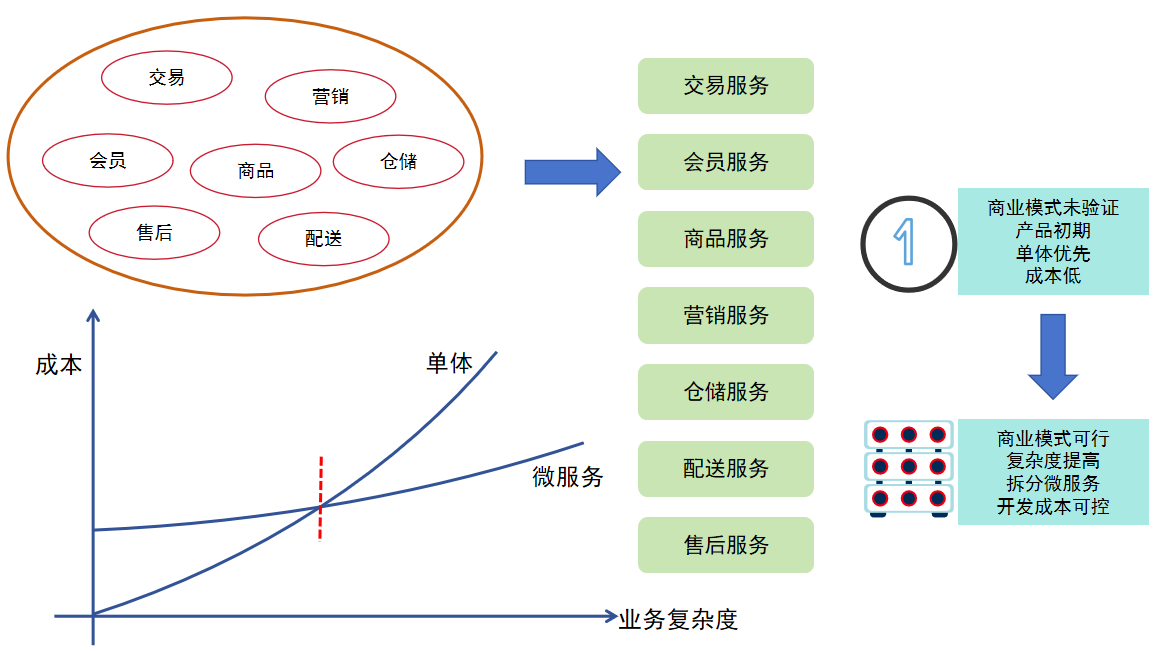 交易
营销
会员
商品
仓储
售后
配送
成本
单体
微服务
业务复杂度
交易服务
会员服务
商品服务
营销服务
仓储服务
配送服务
售后服务
1
商业模式未验证
产品初期
单体优先
成本低
商业模式可行
复杂度提高
拆分微服务
开发成本可控